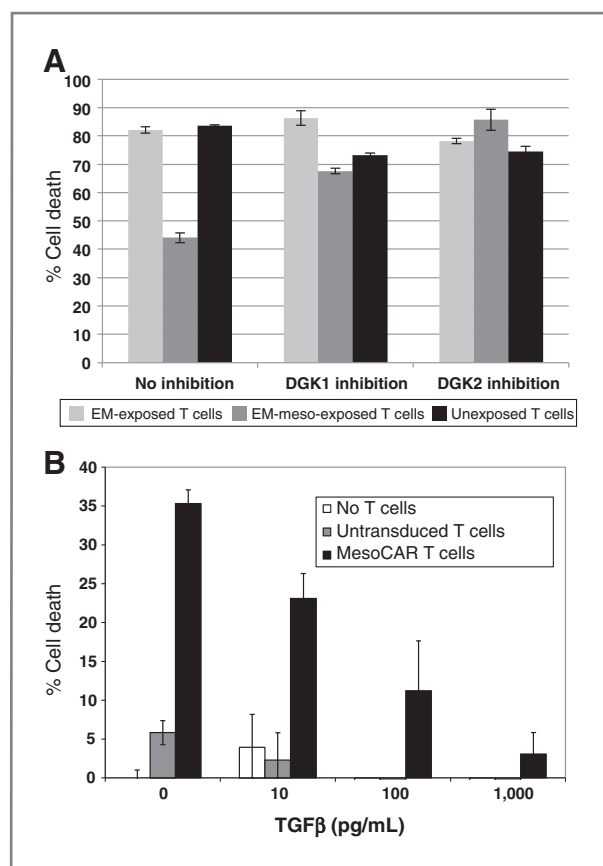 A
100
90
80
70
60
50
40
30
20
10
0
% Cell death
No inhibition DGK1 inhibition DGK2 inhibition
EM-exposed T cells EM-meso-exposed T cells Unexposed T cells
B
40
35
30
25
20
15
10
5
0
% Cell death
No T cells
Untransduced T cells
MesoCAR T cells
0 10 100 1,000
TGFβ (pg/mL)